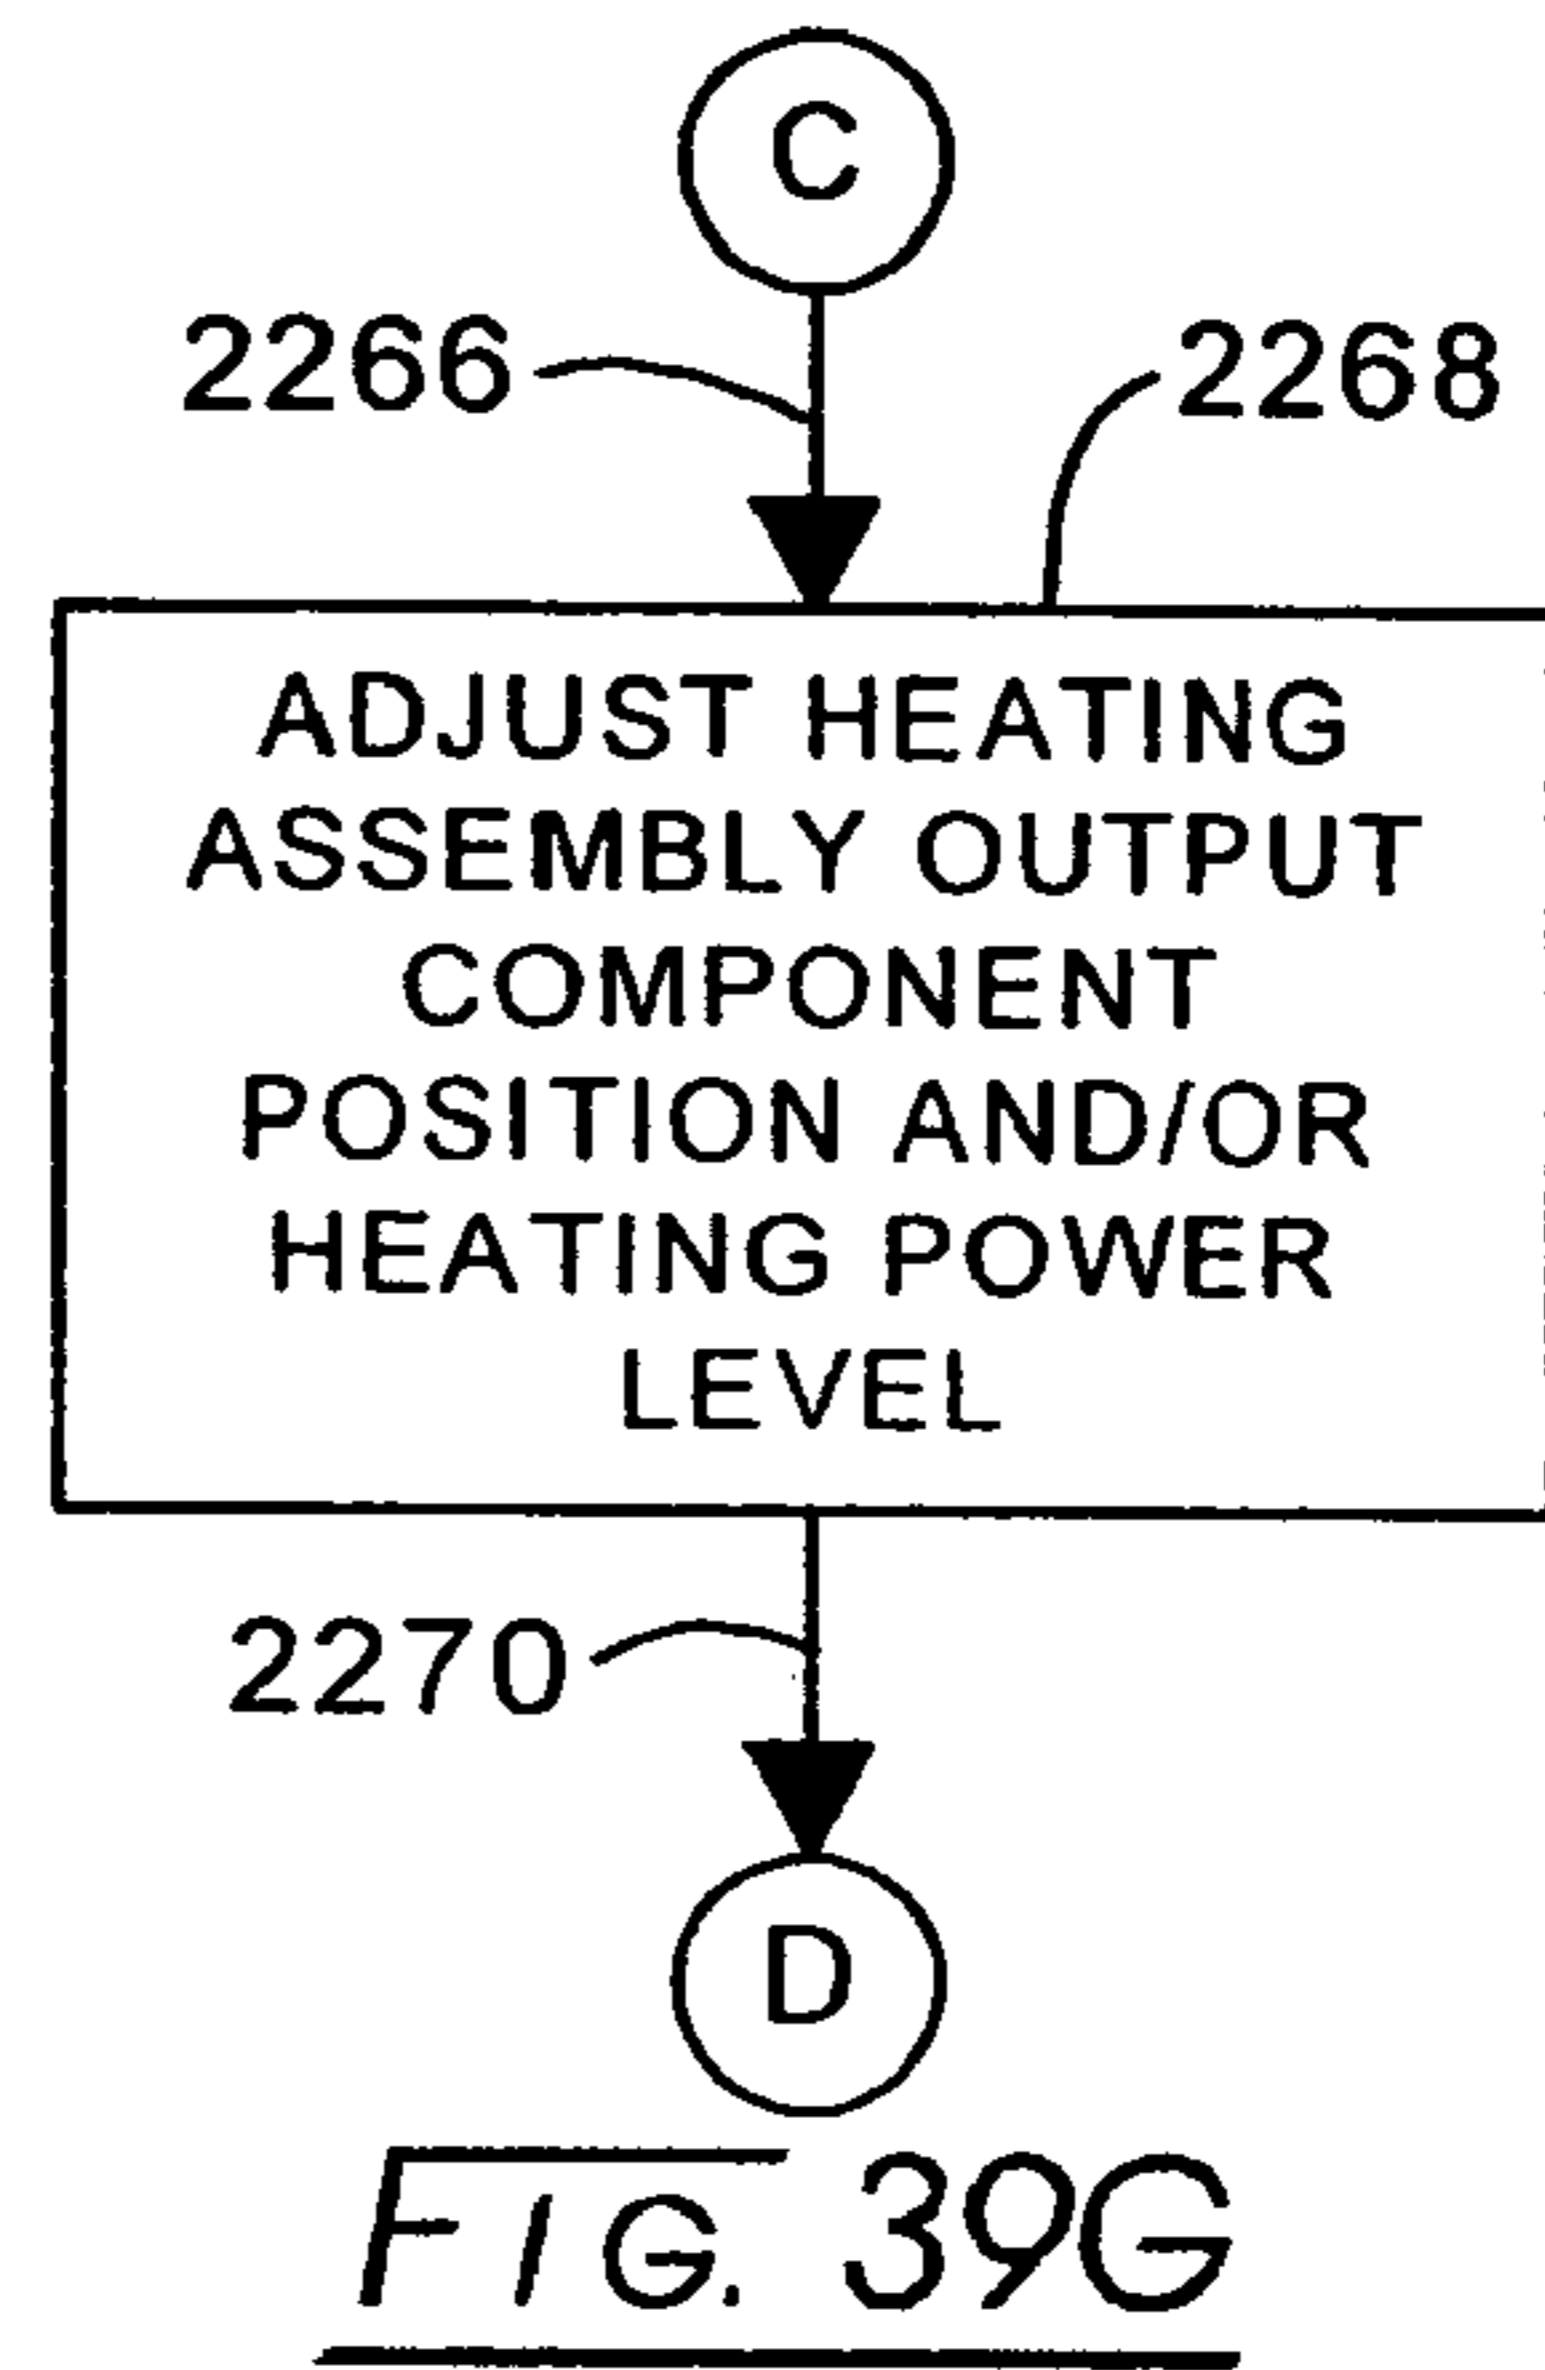 C
2266
2268
ADJUST HEATING
ASSEMBLY OUTPUT
COMPONENT
POSITION AND/OR
HEATING POWER
LEVEL
2270
D
FIG. 39G